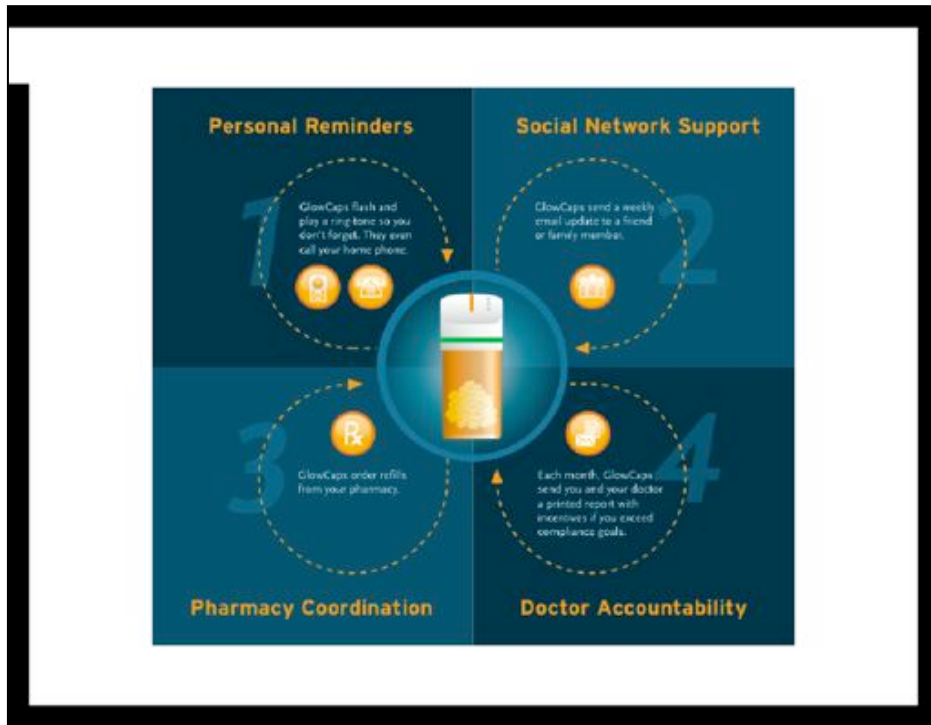 Personal Reminders
1
GlowCaps flash and
play a ring-tone so you
don't forget. They even
call your home phone.
Social Network Support
2
GlowCaps send a weekly
email update to a friend
or family member.
3
Rx
GlowCaps order refills
from your pharmacy.
Pharmacy Coordination
4
Each month, GlowCaps
send you and your doctor
a printed report with
incentives if you exceed
compliance goals.
Doctor Accountability